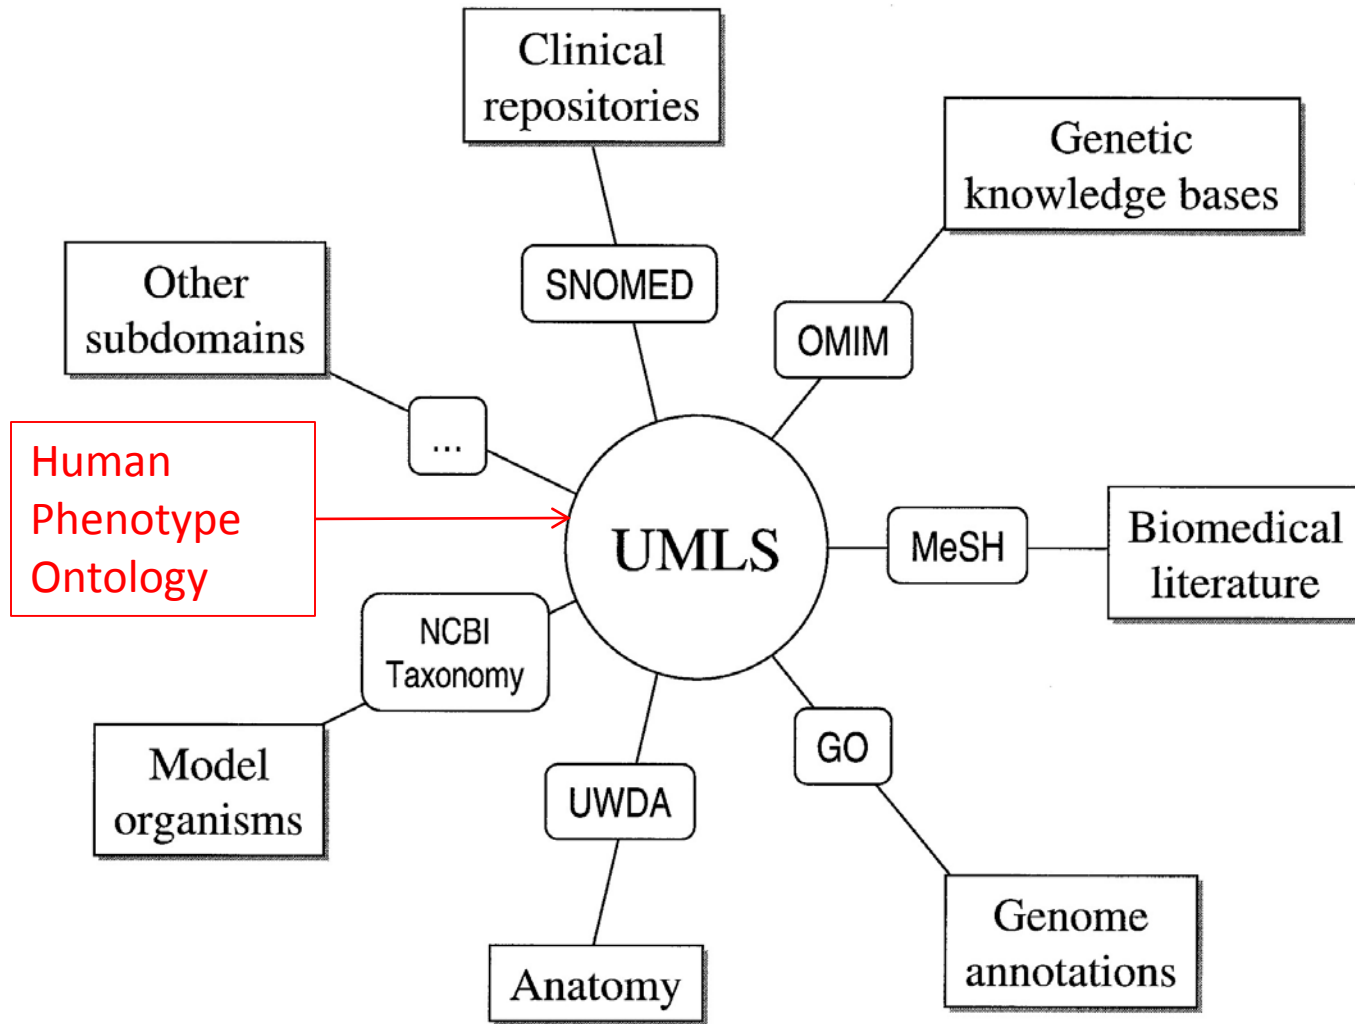 Clinical
repositories
Genetic
knowledge bases
SNOMED
Other
subdomains
OMIM
...
Human
Phenotype
Ontology
UMLS
MeSH
Biomedical
literature
NCBI
Taxonomy
GO
Model
organisms
UWDA
Genome
annotations
Anatomy